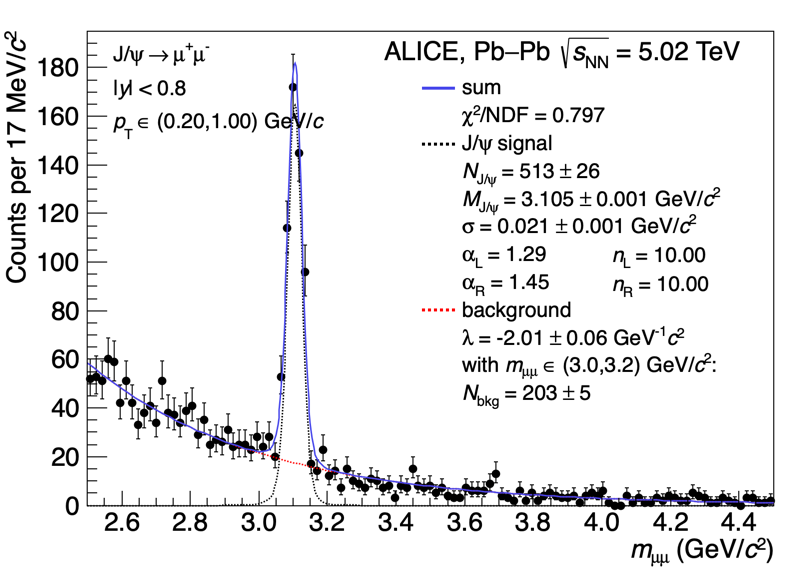 J/ψ→μ⁺μ⁻
|y| < 0.8
p_T ∈ (0.20,1.00) GeV/c
ALICE, Pb−Pb √s_NN = 5.02 TeV
sum
χ²/NDF = 0.797
J/ψ signal
N_J/ψ = 513 ± 26
M_J/ψ = 3.105 ± 0.001 GeV/c²
σ = 0.021 ± 0.001 GeV/c²
α_L = 1.29 n_L = 10.00
α_R = 1.45 n_R = 10.00
background
λ = -2.01 ± 0.06 GeV⁻¹c²
with m_μμ ∈ (3.0,3.2) GeV/c²:
N_bkg = 203 ± 5
Counts per 17 MeV/c²
180
160
140
120
100
80
60
40
20
0
2.6 2.8 3.0 3.2 3.4 3.6 3.8 4.0 4.2 4.4
m_μμ (GeV/c²)